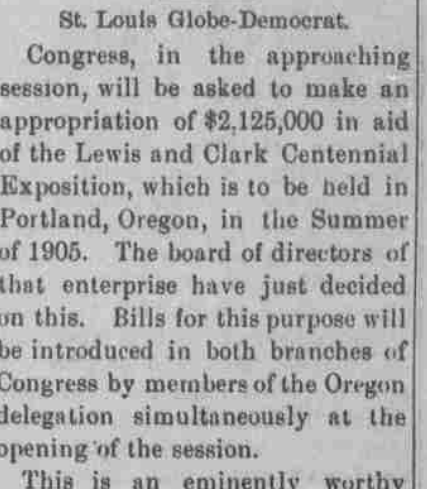 St. Louis Globe-Democrat.
Congress, in the approaching
session, will be asked to make an
appropriation of $2,125,000 in aid
of the Lewis and Clark Centennial
Exposition, which is to be held in
Portland, Oregon, in the Summer
of 1905. The board of directors of
that enterprise have just decided
on this. Bills for this purpose will
be introduced in both branches of
Congress by members of the Oregon
delegation simultaneously at the
opening of the session.
This is an eminently worthy